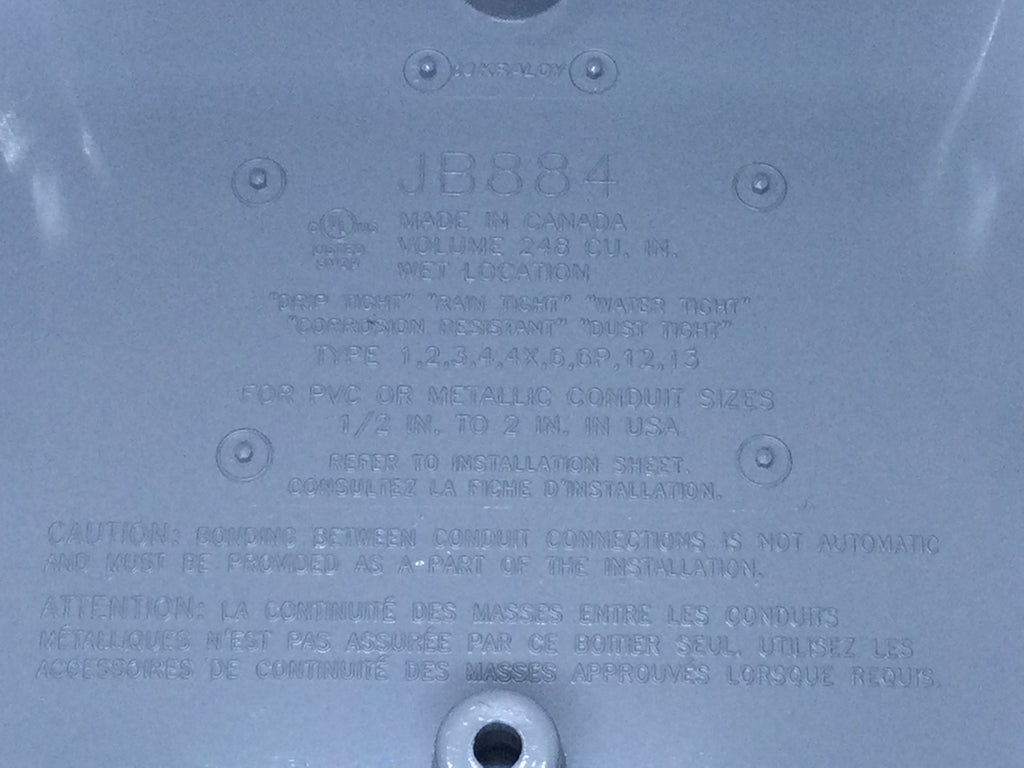 KRALOY
JB884
MADE IN CANADA
C UL US
VOLUME 248 CU. IN.
LISTED
WET LOCATION
"DRIP TIGHT" "RAIN TIGHT" "WATER TIGHT"
"CORROSION RESISTANT" "DUST TIGHT"
TYPE 1,2,3,4,4X,6,6P,12,13
FOR PVC OR METALLIC CONDUIT SIZES
1/2 IN. TO 2 IN. IN USA
REFER TO INSTALLATION SHEET.
CONSULTEZ LA FICHE D'INSTALLATION.
CAUTION: BONDING BETWEEN CONDUIT CONNECTIONS IS NOT AUTOMATIC
AND MUST BE PROVIDED AS A PART OF THE INSTALLATION.
ATTENTION: LA CONTINUITÉ DES MASSES ENTRE LES CONDUITS
MÉTALLIQUES N'EST PAS ASSURÉE PAR CE BOITIER SEUL. UTILISEZ LES
ACCESSOIRES DE CONTINUITÉ DES MASSES APPROUVÉS LORSQUE REQUIS.